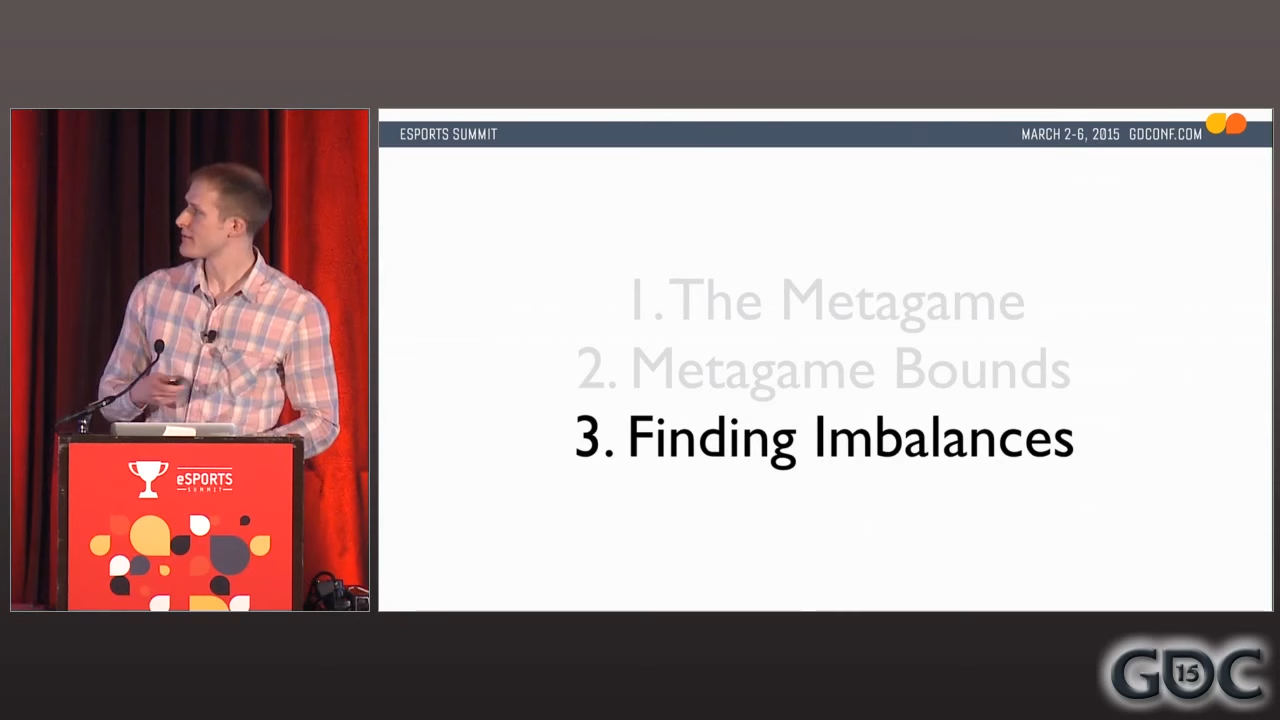 ESPORTS SUMMIT
MARCH 2-6, 2015 GDCONF.COM
1. The Metagame
2. Metagame Bounds
3. Finding Imbalances
eSPORTS
SUMMIT
GDC
15